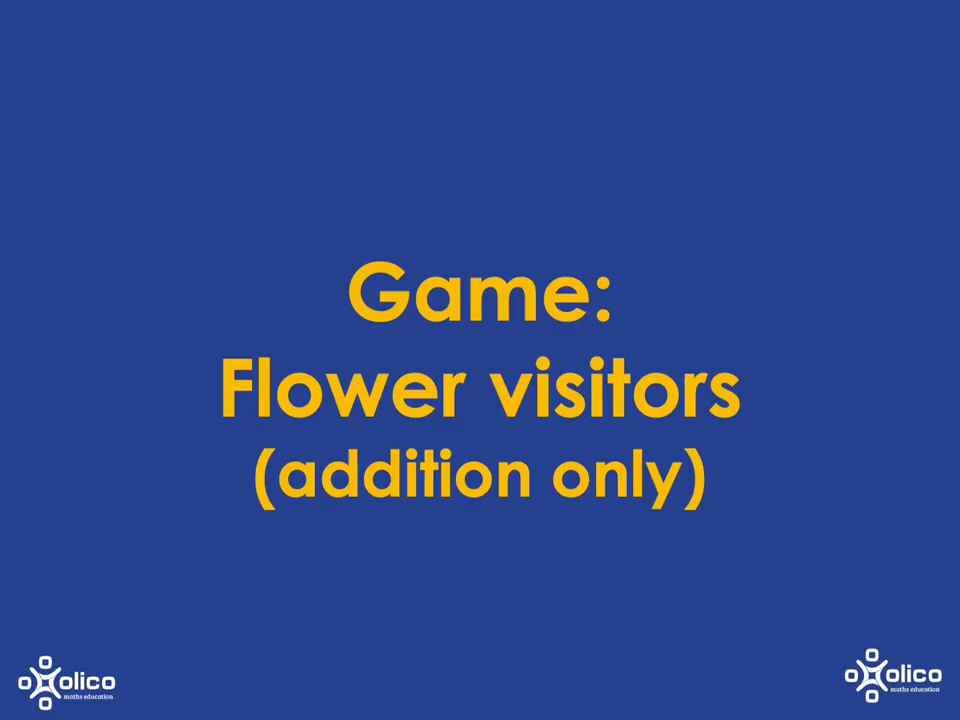 Game:
Flower visitors
(addition only)
olico
maths education
olico
maths education